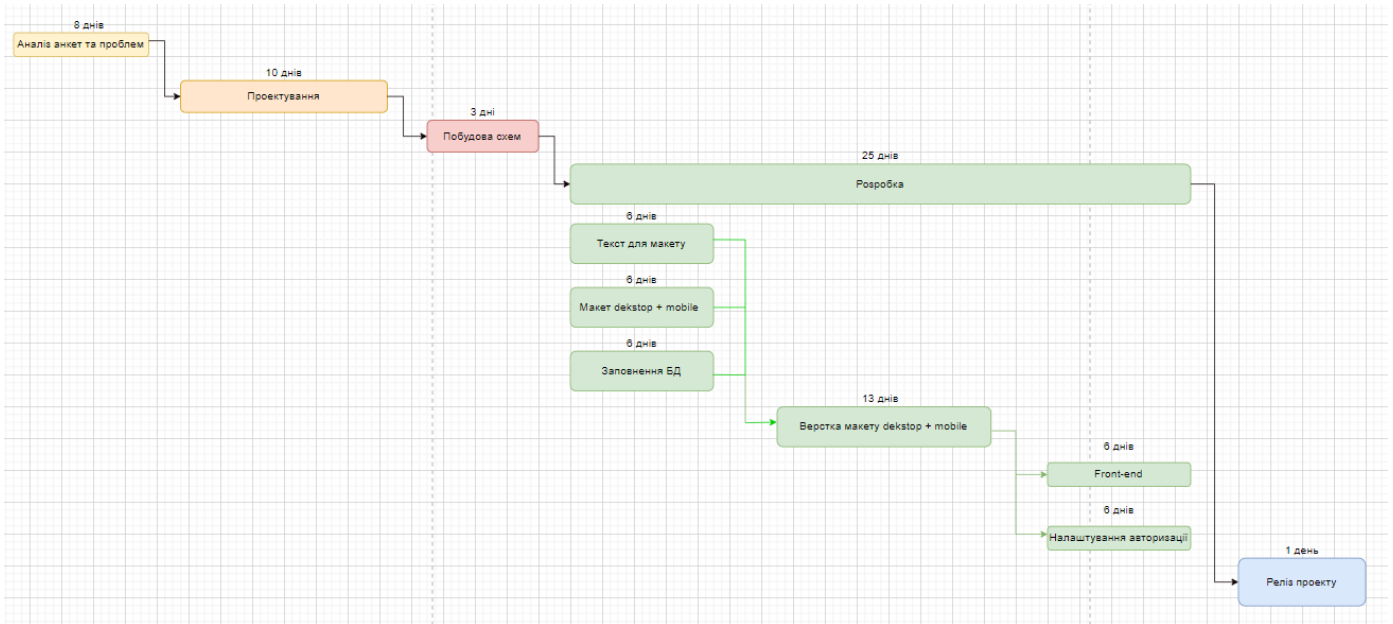 8 днів
Аналіз анкет та проблем
10 днів
Проектування
3 дні
Побудова схем
25 днів
Розробка
6 днів
Текст для макету
6 днів
Макет dekstop + mobile
6 днів
Заповнення БД
13 днів
Верстка макету dekstop + mobile
6 днів
Front-end
6 днів
Налаштування авторизації
1 день
Реліз проекту